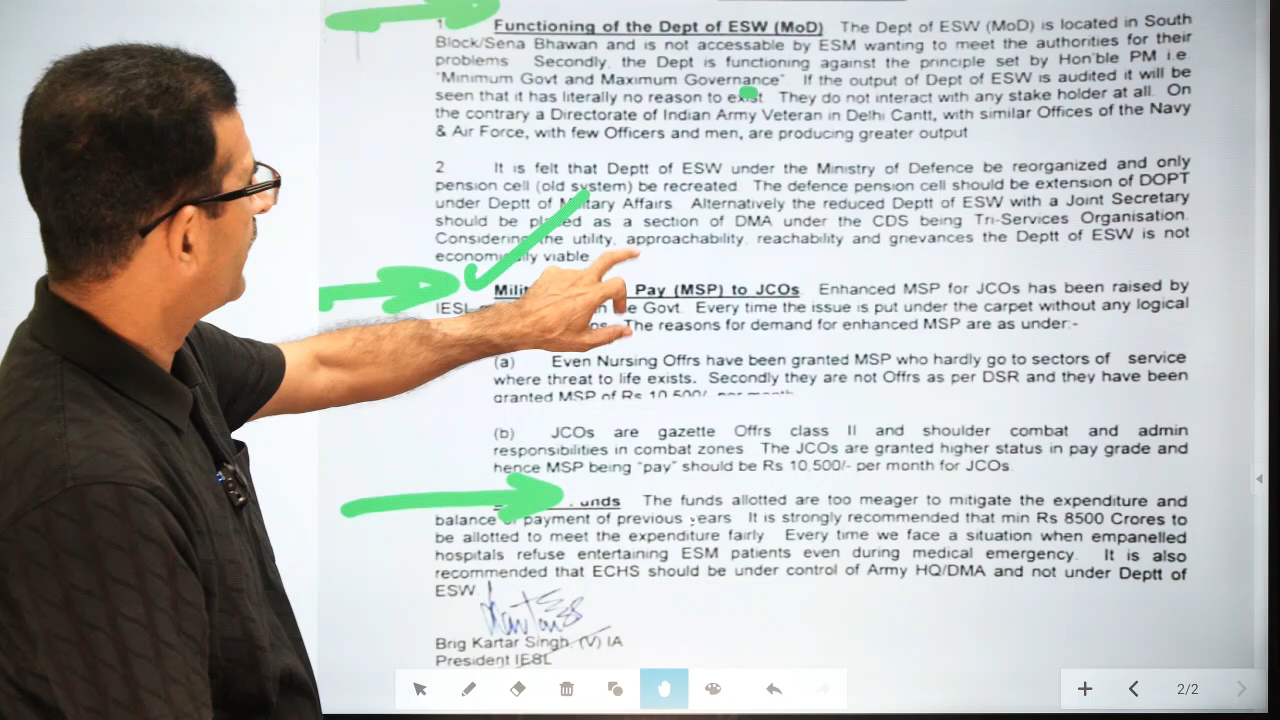 1 Functioning of the Dept of ESW (MoD) The Dept of ESW (MoD) is located in South
Block/Sena Bhawan and is not accessable by ESM wanting to meet the authorities for their
problems Secondly, the Dept is functioning against the principle set by Hon'ble PM i.e.
"Minimum Govt and Maximum Governance" If the output of Dept of ESW is audited it will be
seen that it has literally no reason to exist They do not interact with any stake holder at all. On
the contrary a Directorate of Indian Army Veteran in Delhi Cantt, with similar Offices of the Navy
& Air Force, with few Officers and men, are producing greater output
2 It is felt that Deptt of ESW under the Ministry of Defence be reorganized and only
pension cell (old system) be recreated The defence pension cell should be extension of DOPT
under Deptt of Military Affairs. Alternatively the reduced Deptt of ESW with a Joint Secretary
should be placed as a section of DMA under the CDS being Tri-Services Organisation.
Considering the utility, approachability, reachability and grievances the Deptt of ESW is not
economically viable
Pay (MSP) to JCOs. Enhanced MSP for JCOs has been raised by
IESL the Govt. Every time the issue is put under the carpet without any logical
The reasons for demand for enhanced MSP are as under:-
(a) Even Nursing Offrs have been granted MSP who hardly go to sectors of service
where threat to life exists. Secondly they are not Offrs as per DSR and they have been
granted MSP of Rs 10,500/- per month
(b) JCOs are gazette Offrs class II and shoulder combat and admin
responsibilities in combat zones The JCOs are granted higher status in pay grade and
hence MSP being "pay" should be Rs 10,500/- per month for JCOs.
The funds allotted are too meager to mitigate the expenditure and
balance of payment of previous years It is strongly recommended that min Rs 8500 Crores to
be allotted to meet the expenditure fairly Every time we face a situation when empanelled
hospitals refuse entertaining ESM patients even during medical emergency. It is also
recommended that ECHS should be under control of Army HQ/DMA and not under Deptt of
ESW
Brig Kartar Singh (V) IA
President IESL
2/2